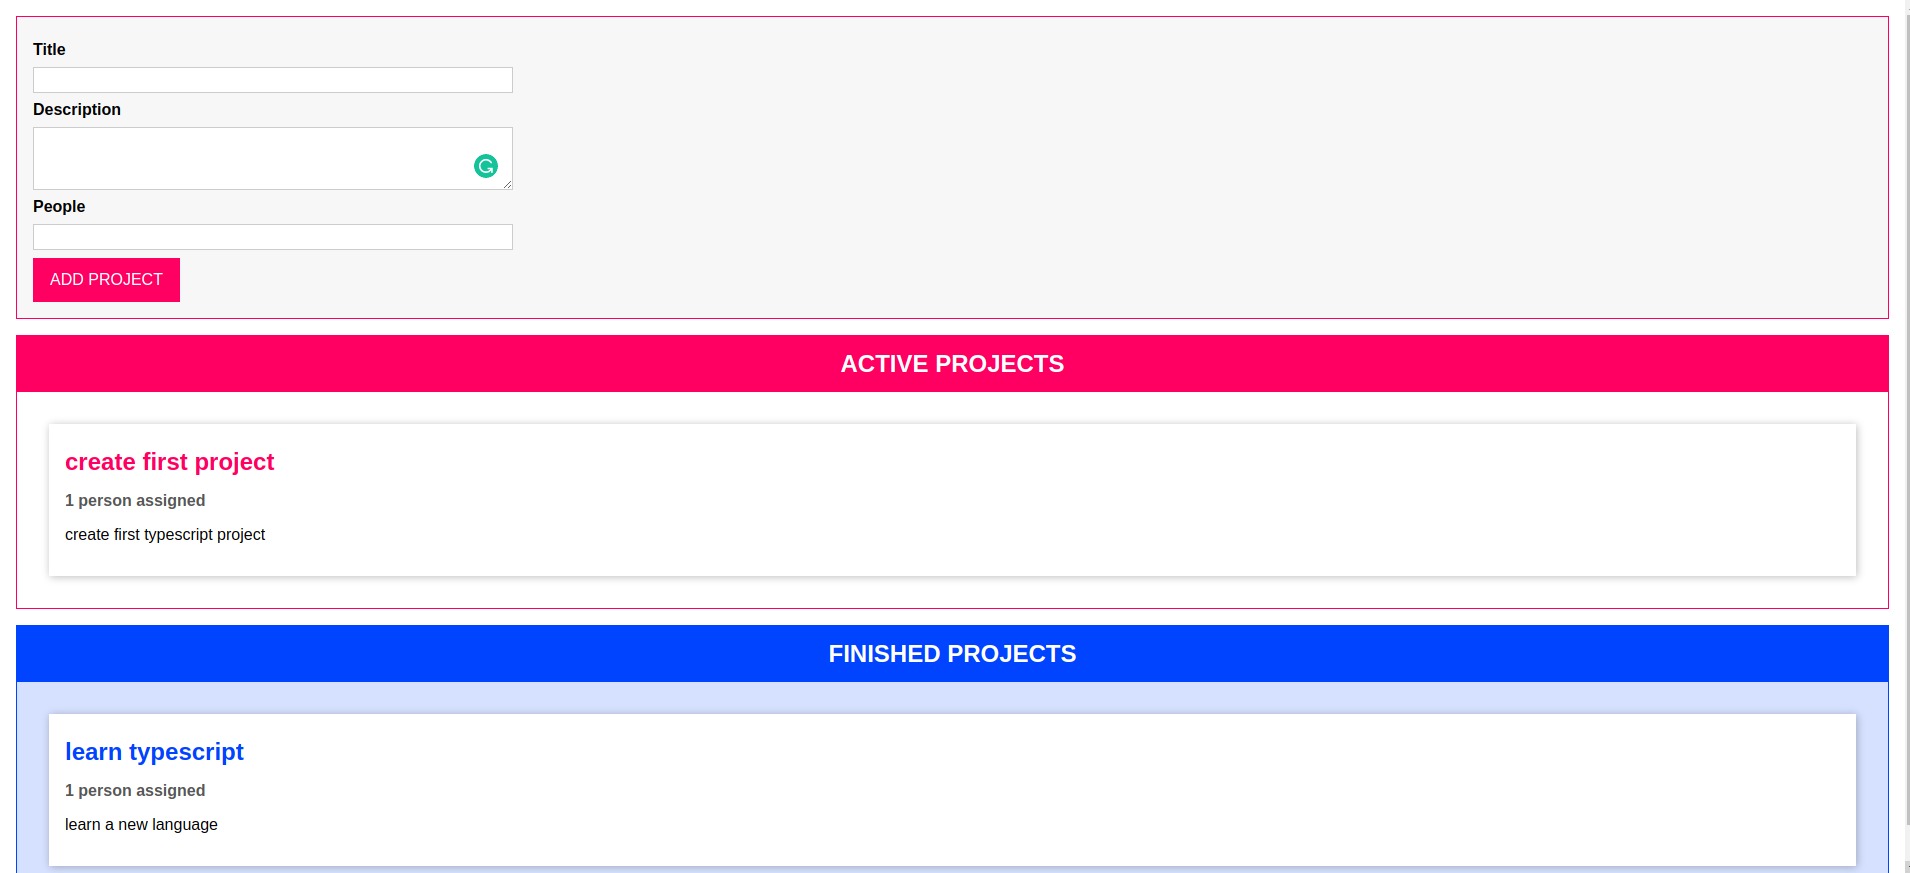 Title
Description
People
ADD PROJECT
ACTIVE PROJECTS
create first project
1 person assigned
create first typescript project
FINISHED PROJECTS
learn typescript
1 person assigned
learn a new language